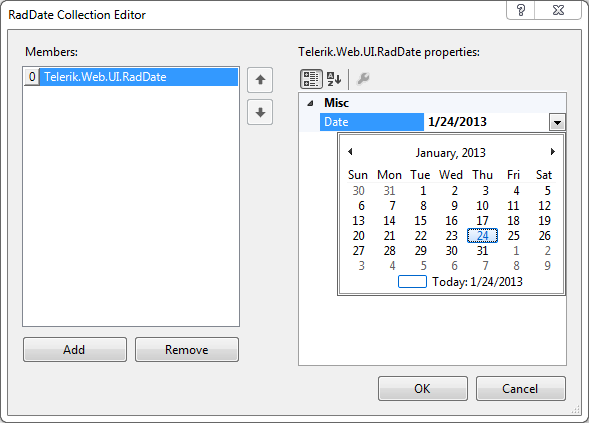 RadDate Collection Editor
?
Members:
0 Telerik.Web.UI.RadDate
Add
Remove
Telerik.Web.UI.RadDate properties:
Misc
Date 1/24/2013
January, 2013
Sun Mon Tue Wed Thu Fri Sat
30 31 1 2 3 4 5
6 7 8 9 10 11 12
13 14 15 16 17 18 19
20 21 22 23 24 25 26
27 28 29 30 31 1 2
3 4 5 6 7 8 9
Today: 1/24/2013
OK
Cancel